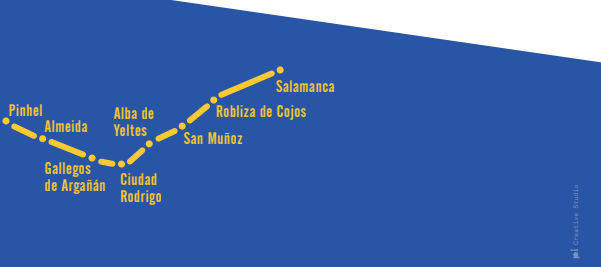 Pinhel
Almeida
Gallegos
de Argañán
Ciudad
Rodrigo
Alba de
Yeltes
San Muñoz
Robliza de Cojos
Salamanca
Creative Studio